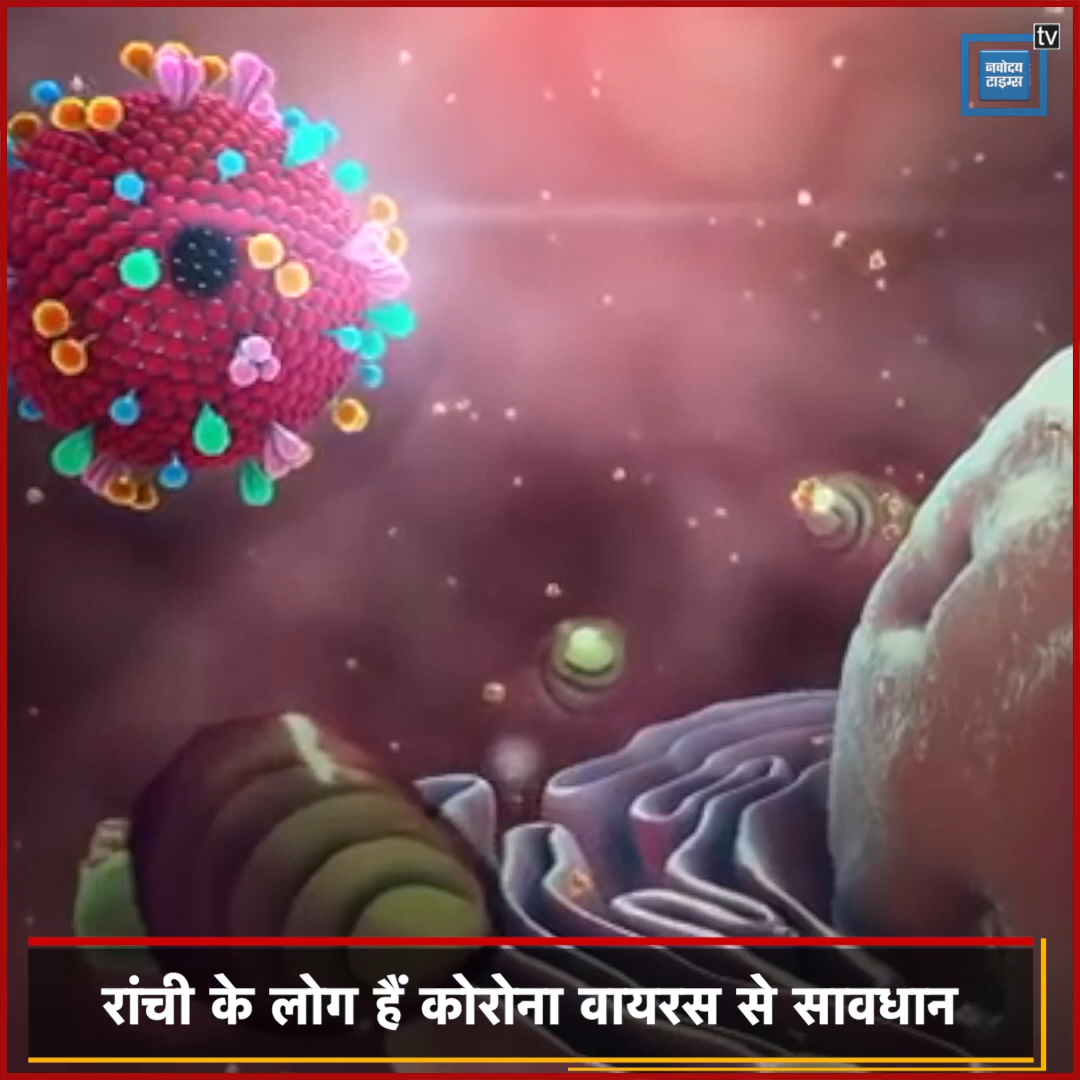 tv
नवोदय
टाइम्स
रांची के लोग हैं कोरोना वायरस से सावधान